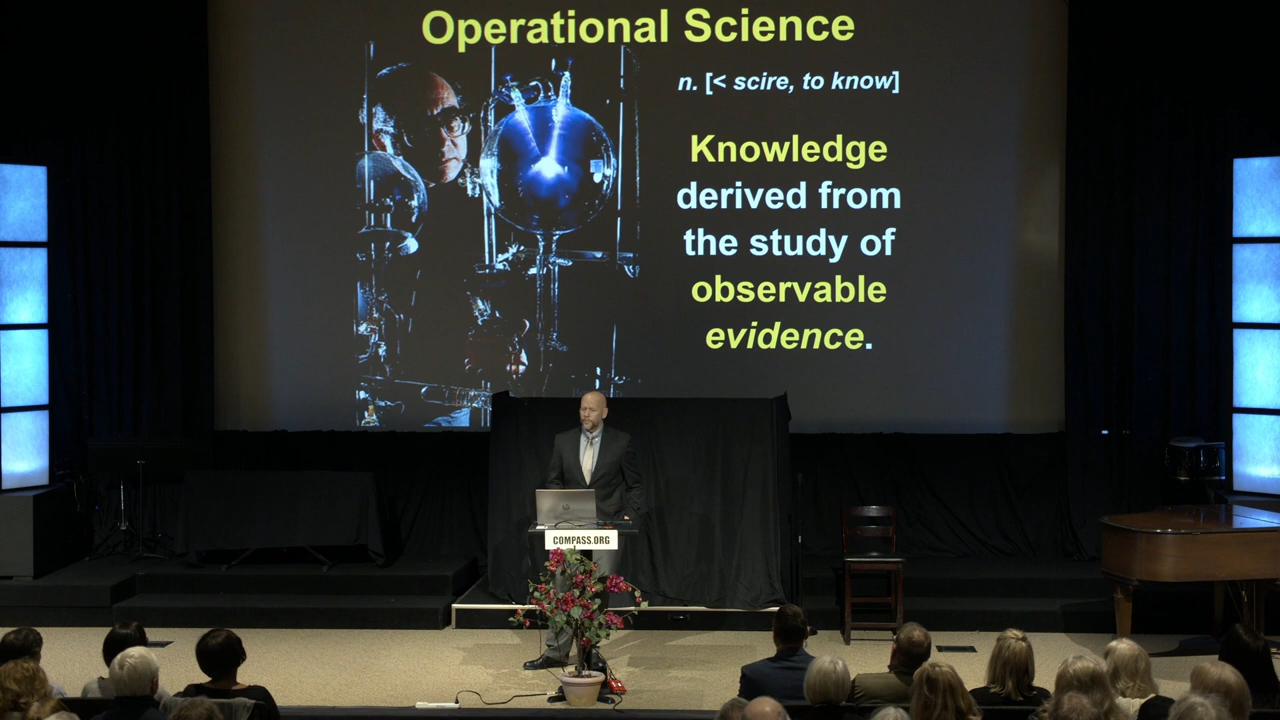 Operational Science
n. [< scire, to know]
Knowledge
derived from
the study of
observable
evidence.
COMPASS.ORG